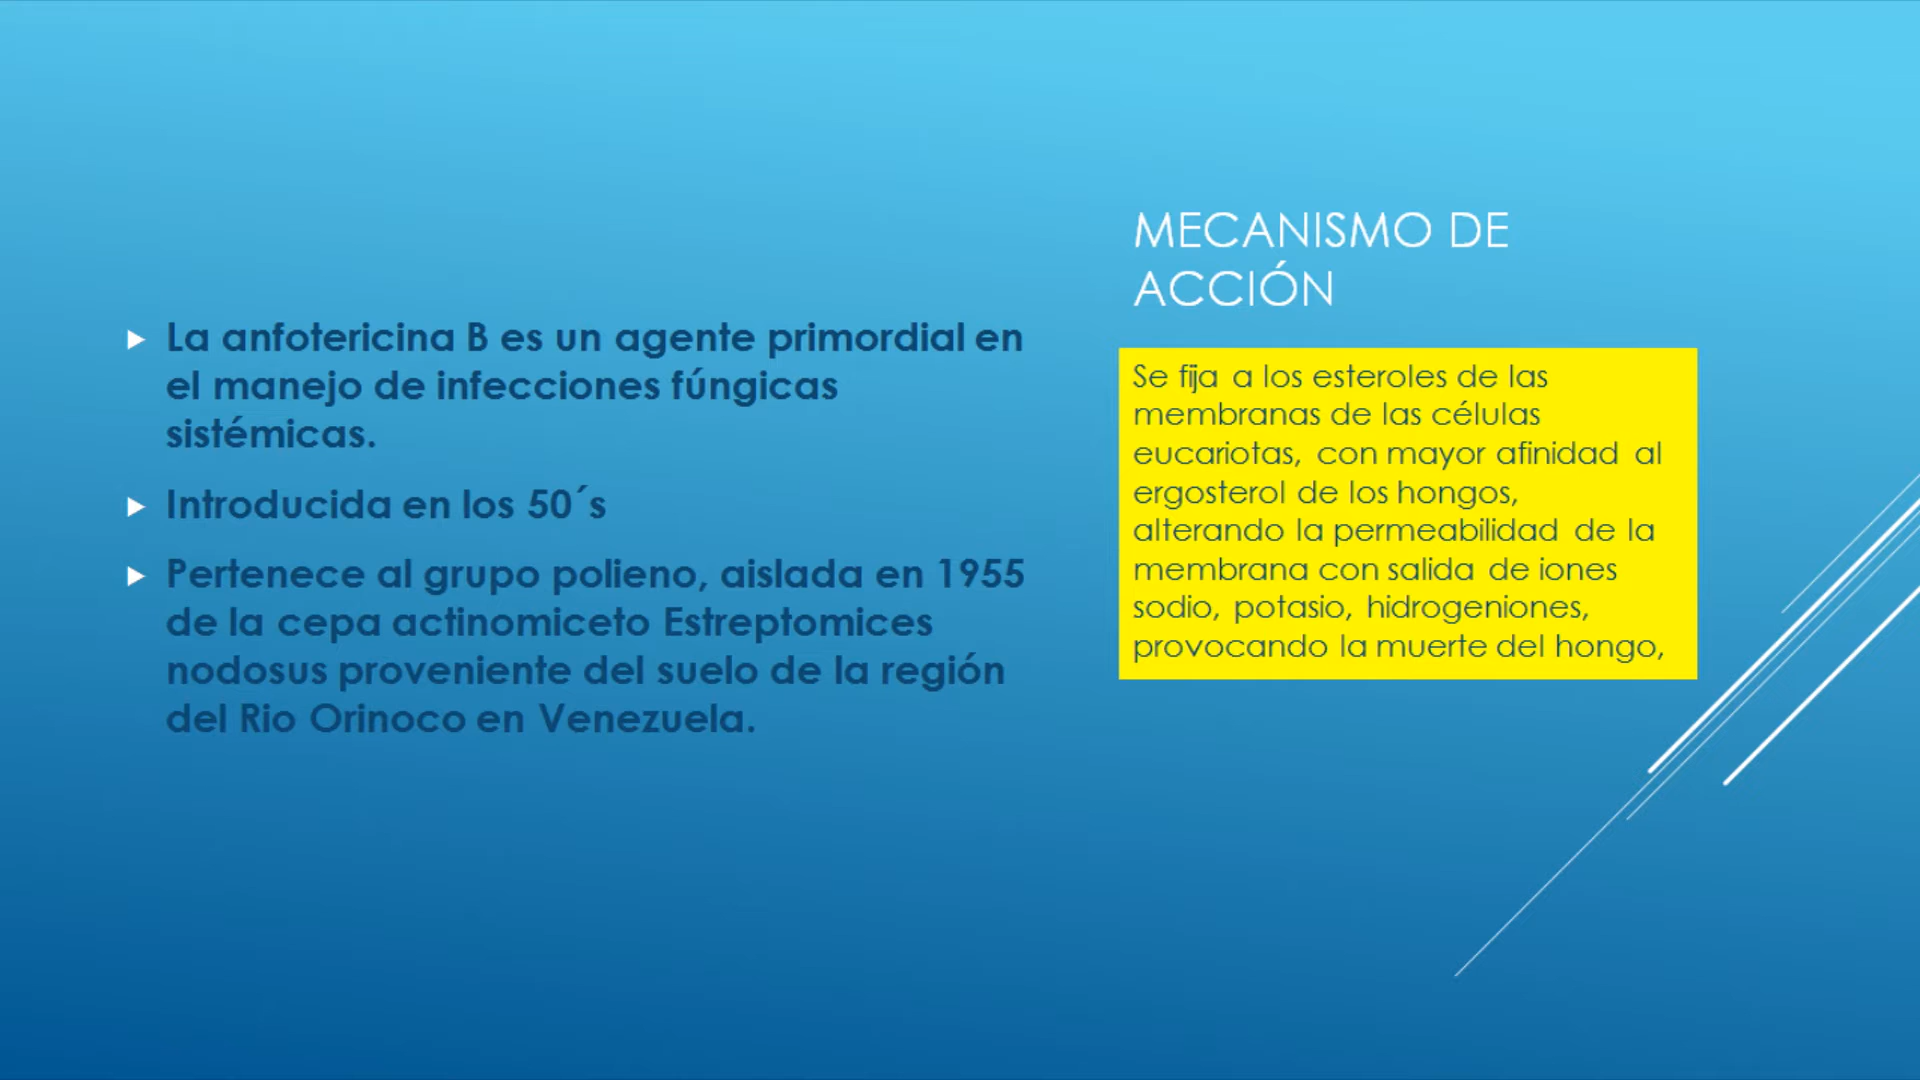 La anfotericina B es un agente primordial en
el manejo de infecciones fúngicas
sistémicas.
Introducida en los 50´s
Pertenece al grupo polieno, aislada en 1955
de la cepa actinomiceto Estreptomices
nodosus proveniente del suelo de la región
del Rio Orinoco en Venezuela.
MECANISMO DE
ACCIÓN
Se fija a los esteroles de las
membranas de las células
eucariotas, con mayor afinidad al
ergosterol de los hongos,
alterando la permeabilidad de la
membrana con salida de iones
sodio, potasio, hidrogeniones,
provocando la muerte del hongo,